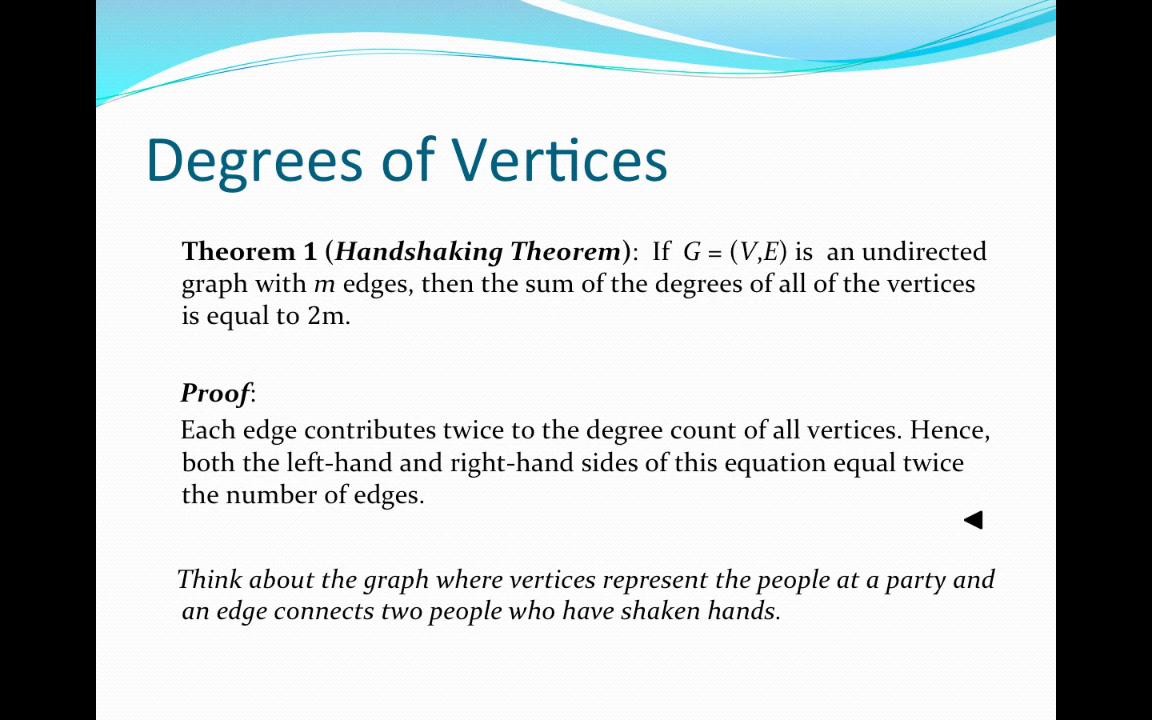 Degrees of Vertices
Theorem 1 (Handshaking Theorem): If G = (V,E) is an undirected
graph with m edges, then the sum of the degrees of all of the vertices
is equal to 2m.
Proof:
Each edge contributes twice to the degree count of all vertices. Hence,
both the left-hand and right-hand sides of this equation equal twice
the number of edges.
Think about the graph where vertices represent the people at a party and
an edge connects two people who have shaken hands.